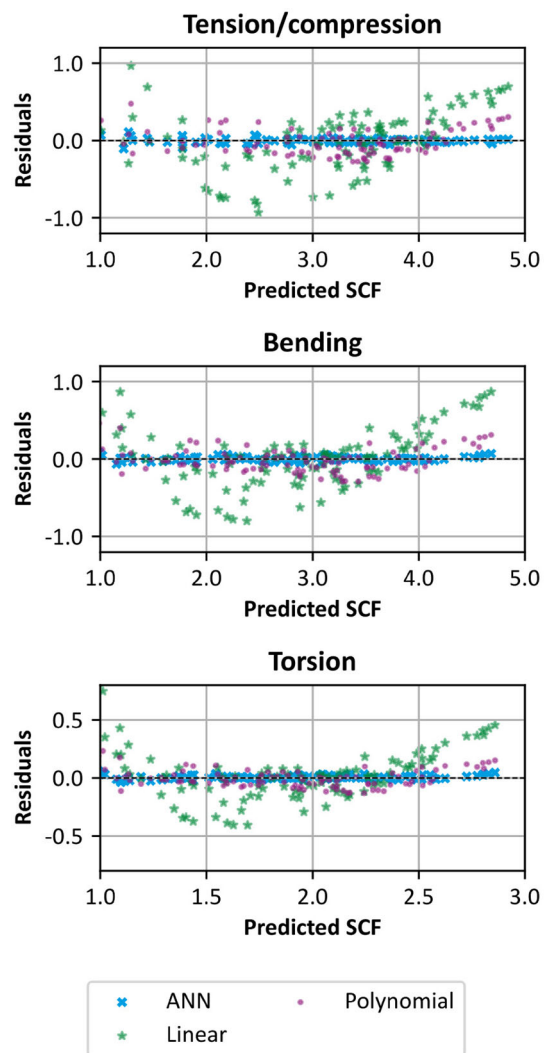 Tension/compression
1.0
0.0
-1.0
Residuals
1.0 2.0 3.0 4.0 5.0
Predicted SCF
Bending
1.0
0.0
-1.0
Residuals
1.0 2.0 3.0 4.0 5.0
Predicted SCF
Torsion
0.5
0.0
-0.5
Residuals
1.0 1.5 2.0 2.5 3.0
Predicted SCF
ANN Polynomial
Linear